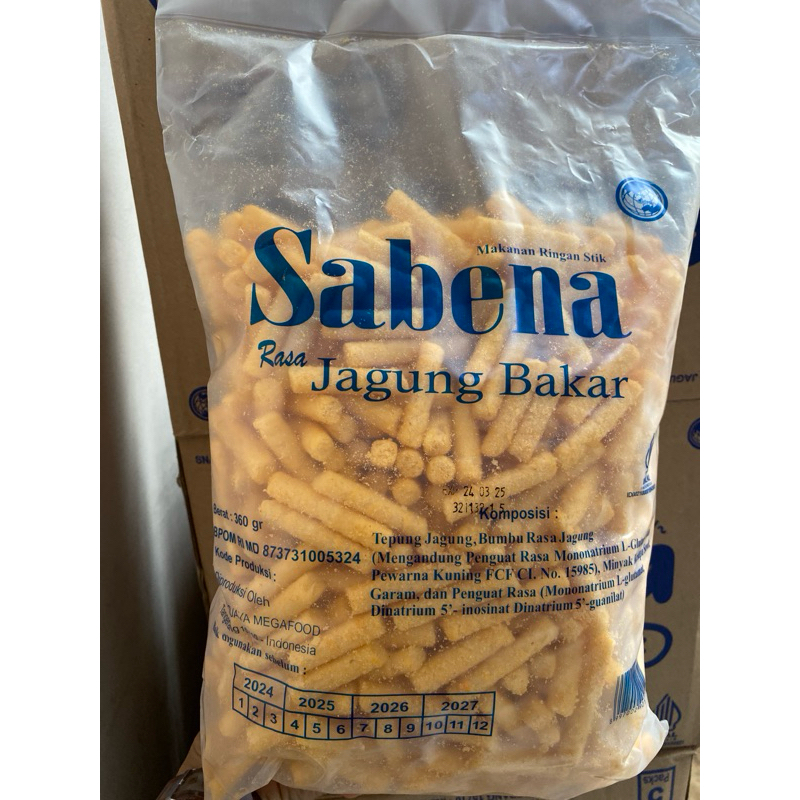 Makanan Ringan Stik
Sabena
Rasa
Jagung Bakar
24 03 25
Komposisi :
Tepung Jagung, Bumbu Rasa Jagung
(Mengandung Penguat Rasa Mononatrium
Pewarna Kuning FCF CI. No. 15985), Minyak
Garam, dan Penguat Rasa (Mononatrium L-glutamat,
Dinatrium 5'- inosinat Dinatrium 5'-guanilat)
Berat : 360 gr
BPOM RI MD 873731005324
Kode Produksi :
Diproduksi Oleh
MEGAFOOD
- Indonesia
digunakan sebelum :
2024 2025 2026 2027
1 2 3 4 5 6 7 8 9 10 11 12
Packs